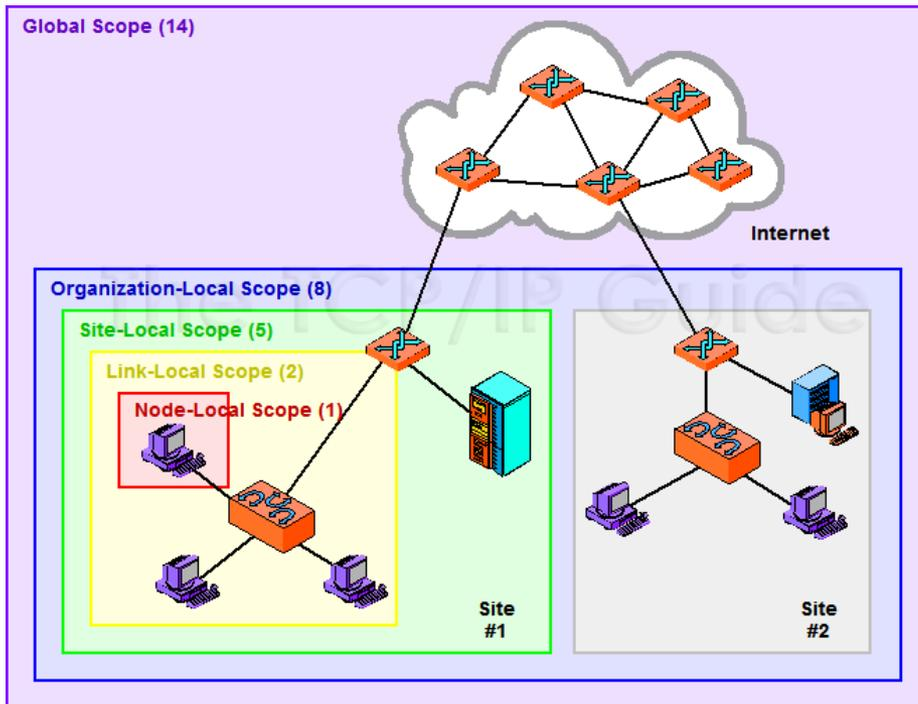 Global Scope (14)
Internet
The TCP/IP Guide
Organization-Local Scope (8)
Site-Local Scope (5)
Link-Local Scope (2)
Node-Local Scope (1)
Site
#1
Site
#2